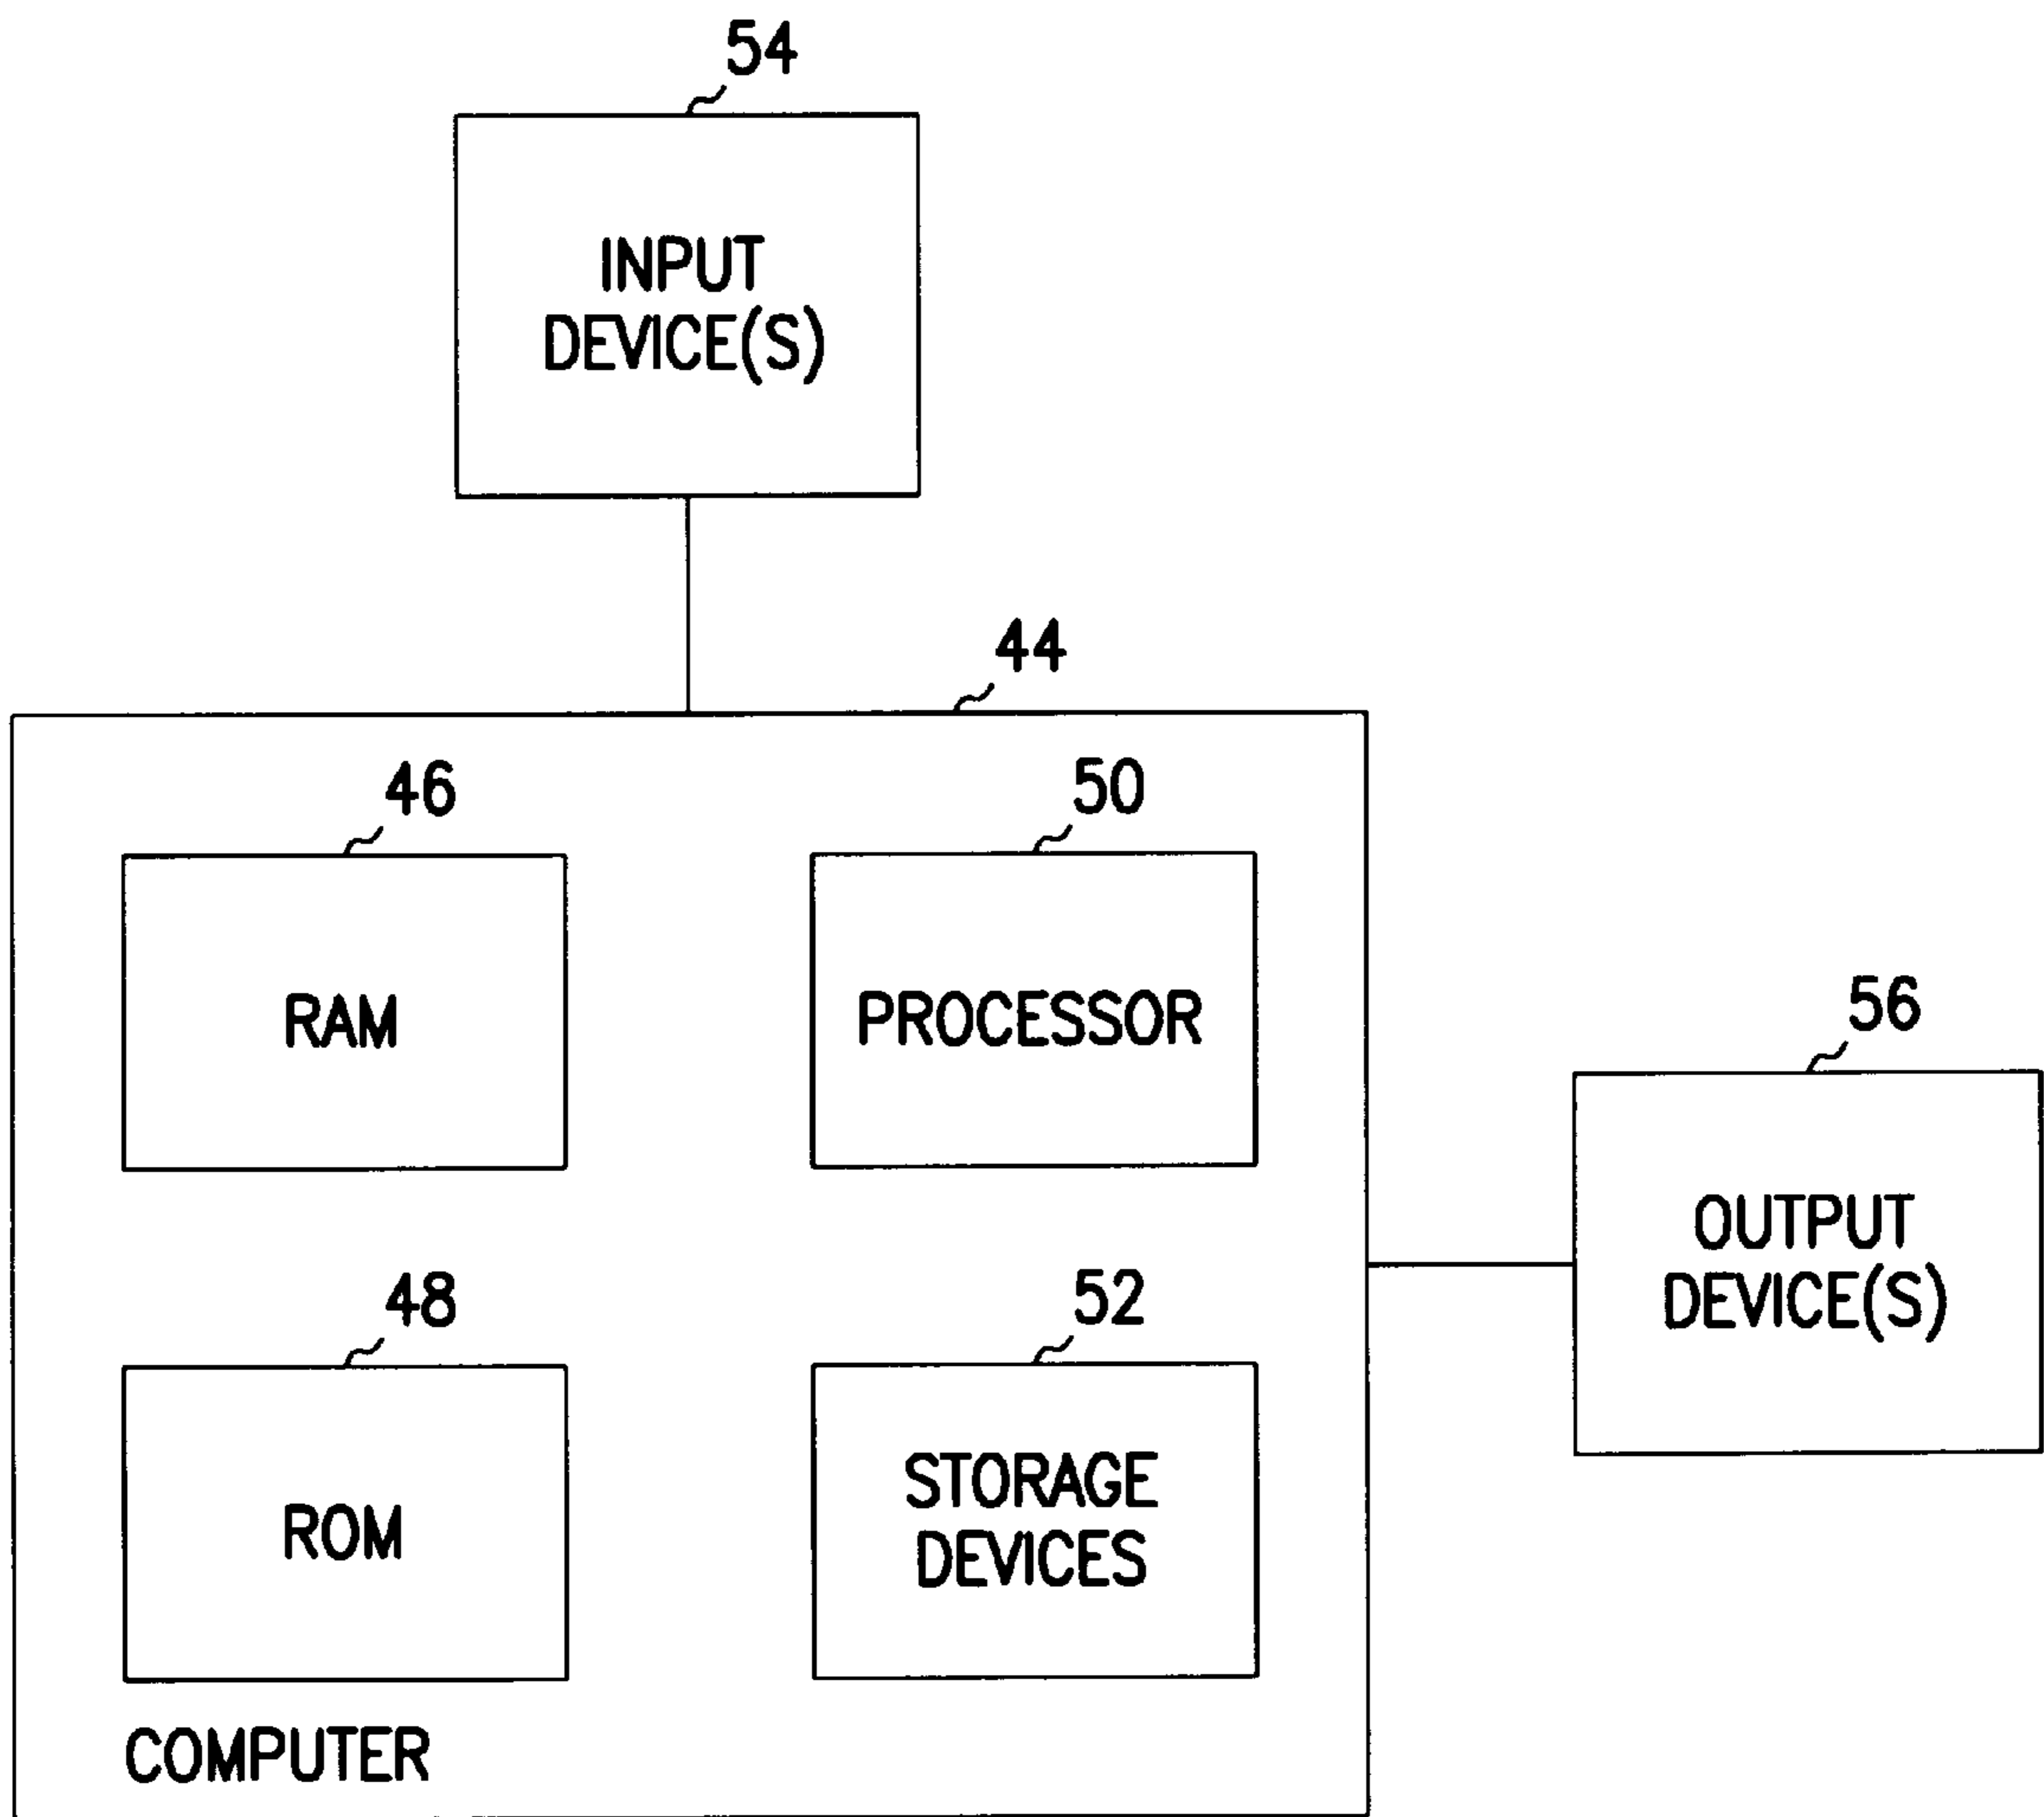 54
INPUT
DEVICE(S)
44
46
50
RAM
PROCESSOR
56
OUTPUT
DEVICE(S)
48
52
ROM
STORAGE
DEVICES
COMPUTER